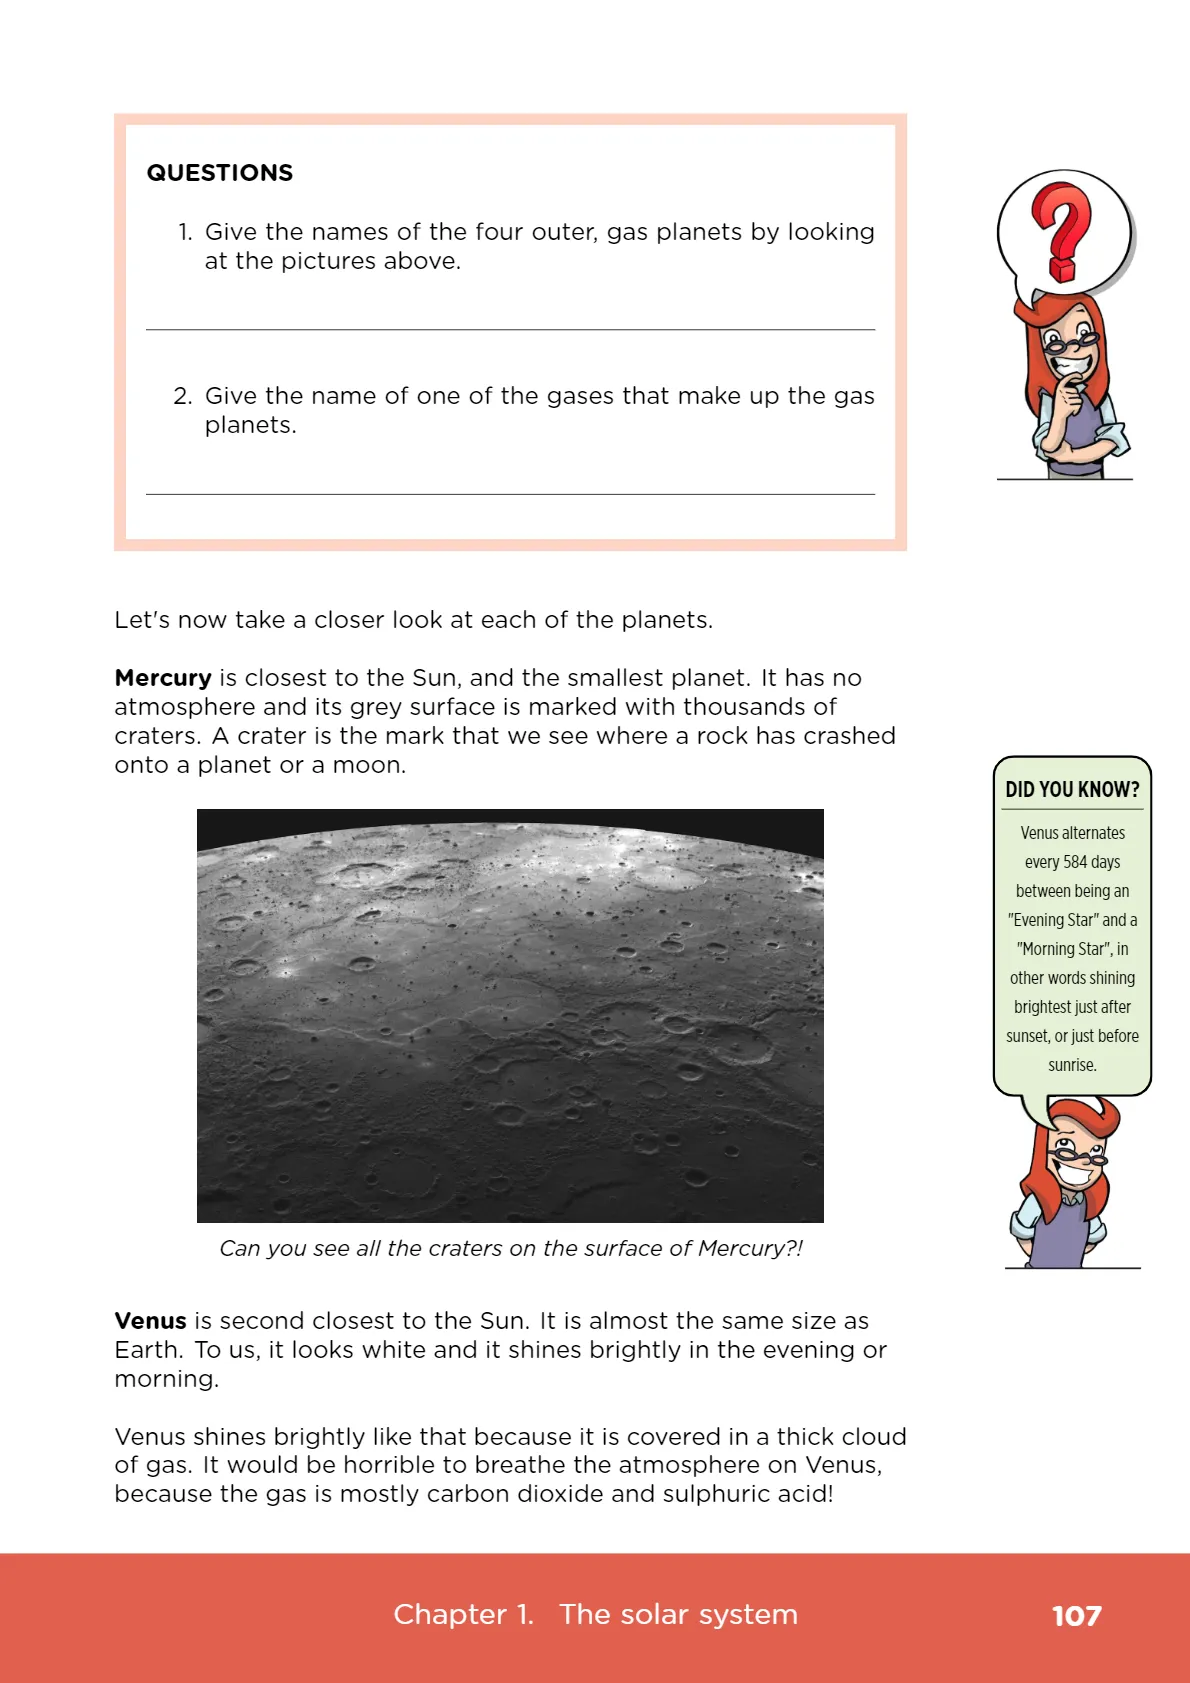 QUESTIONS
1. Give the names of the four outer, gas planets by looking
at the pictures above.
2. Give the name of one of the gases that make up the gas
planets.
Let's now take a closer look at each of the planets.
Mercury is closest to the Sun, and the smallest planet. It has no
atmosphere and its grey surface is marked with thousands of
craters. A crater is the mark that we see where a rock has crashed
onto a planet or a moon.
DID YOU KNOW?
Venus alternates
every 584 days
between being an
"Evening Star" and a
"Morning Star", in
other words shining
brightest just after
sunset, or just before
sunrise.
Can you see all the craters on the surface of Mercury?!
Venus is second closest to the Sun. It is almost the same size as
Earth. To us, it looks white and it shines brightly in the evening or
morning.
Venus shines brightly like that because it is covered in a thick cloud
of gas. It would be horrible to breathe the atmosphere on Venus,
because the gas is mostly carbon dioxide and sulphuric acid!
Chapter 1. The solar system 107